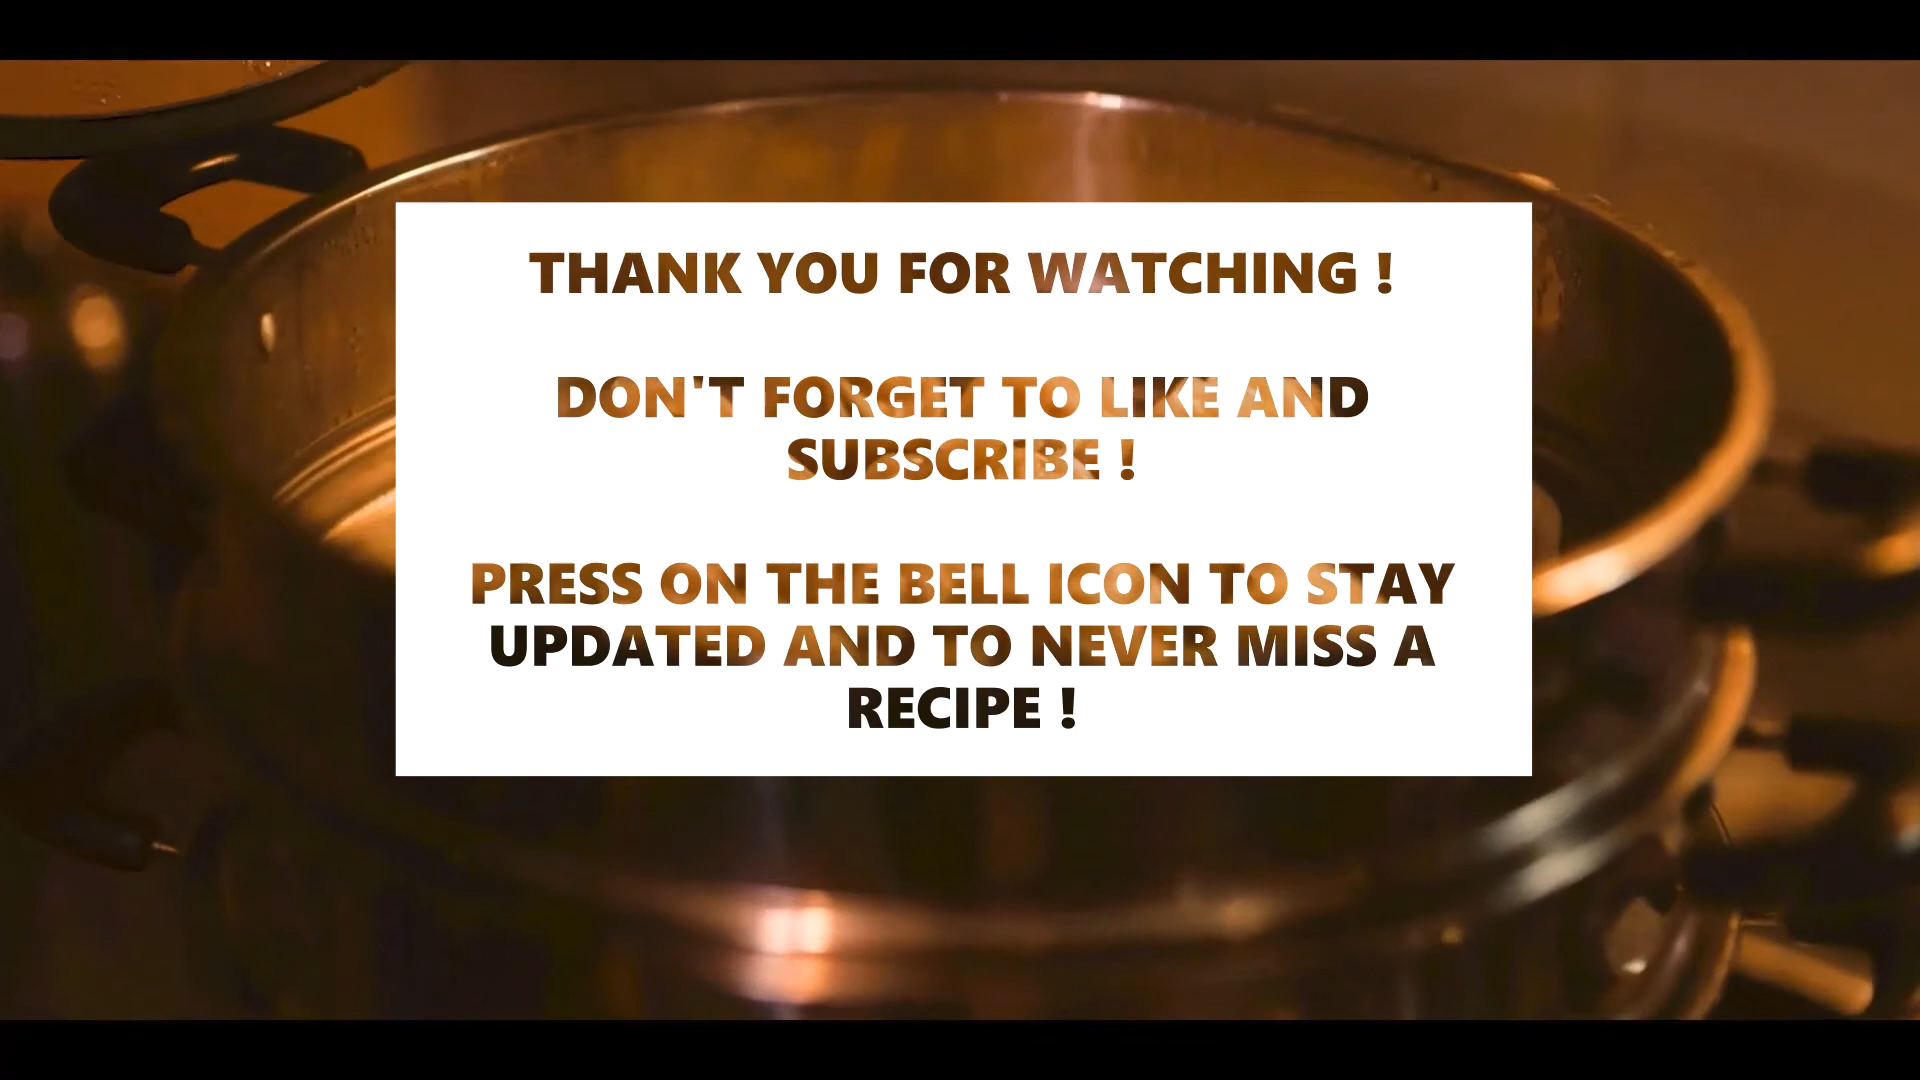 THANK YOU FOR WATCHING !
DON'T FORGET TO LIKE AND
SUBSCRIBE !
PRESS ON THE BELL ICON TO STAY
UPDATED AND TO NEVER MISS A
RECIPE !